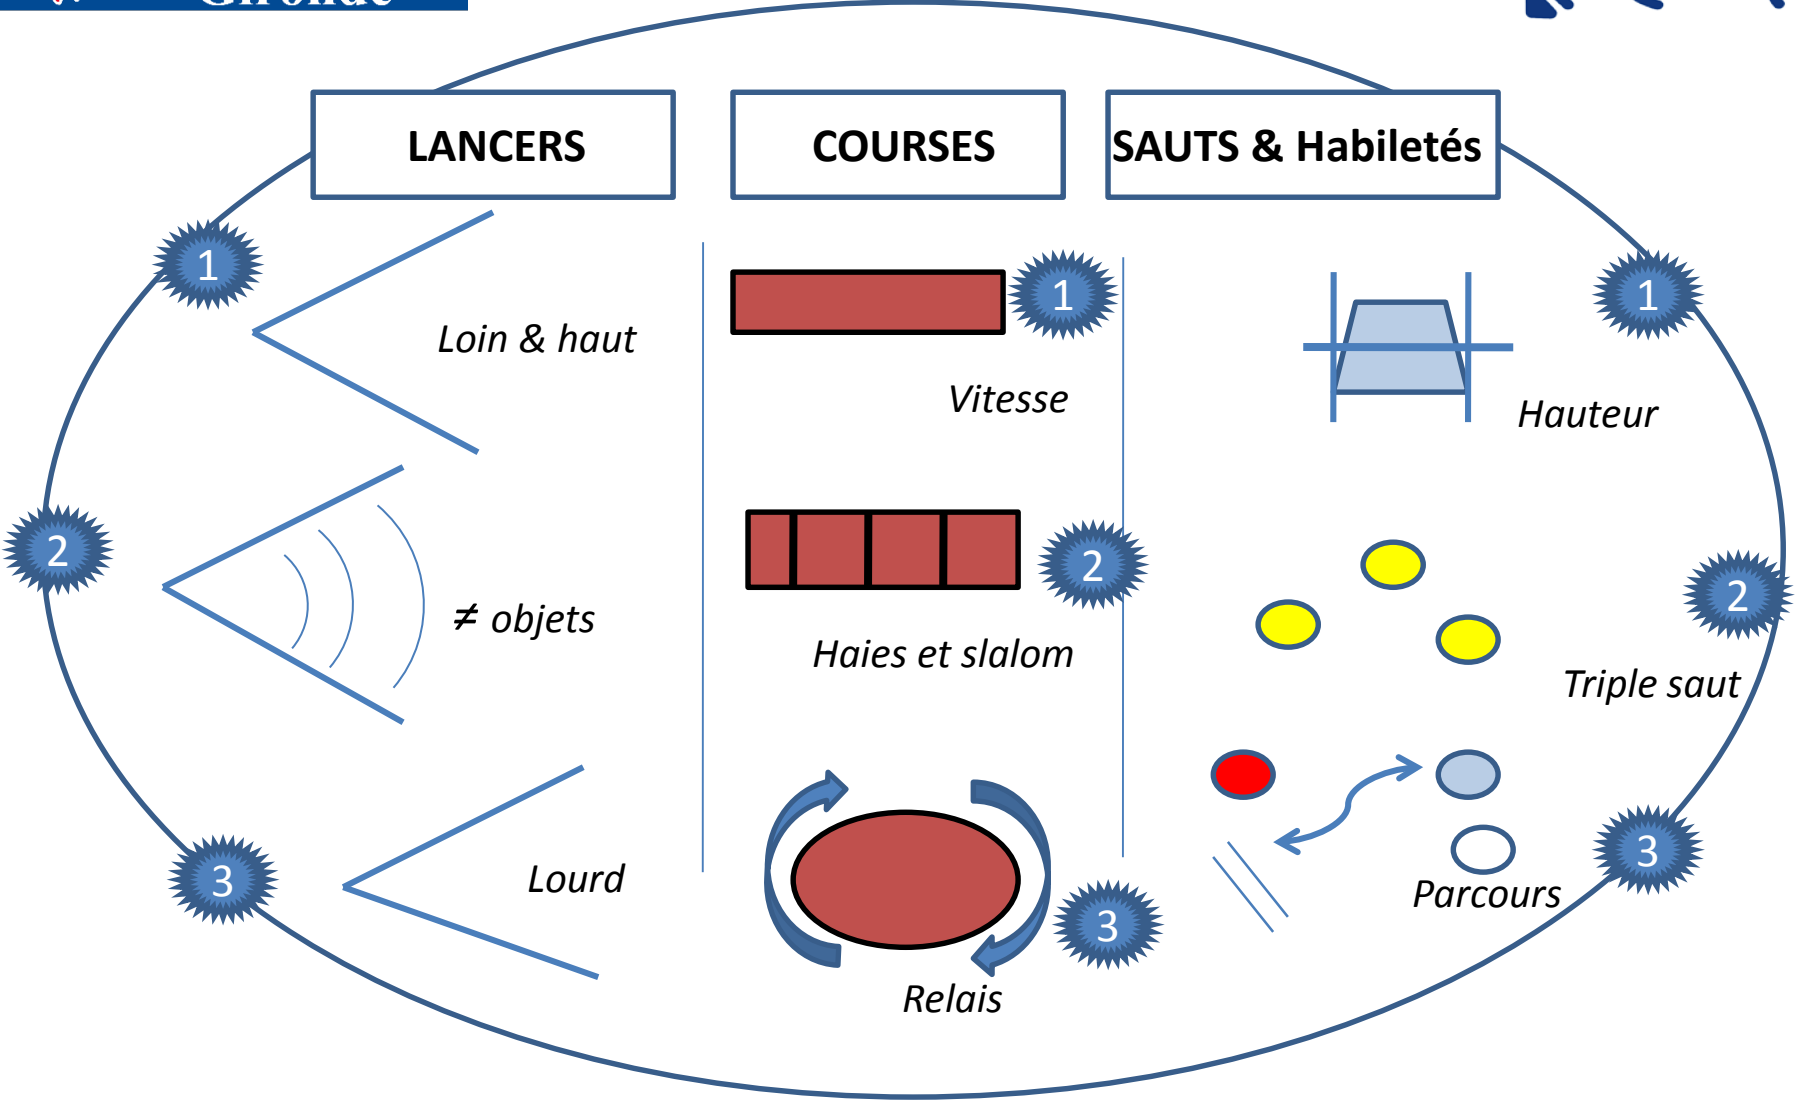 Gironde
LANCERS
COURSES
SAUTS & Habiletés
1
Loin & haut
2
≠ objets
3
Lourd
1
Vitesse
2
Haies et slalom
3
Relais
1
Hauteur
2
Triple saut
3
Parcours